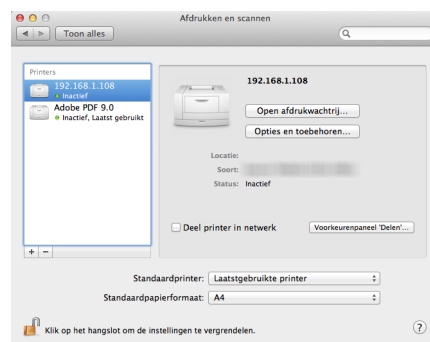 Afdrukken en scannen
Toon alles
Printers
192.168.1.108
Inactief
Adobe PDF 9.0
Inactief, Laatst gebruikt
192.168.1.108
Open afdrukwachtrij...
Opties en toebehoren...
Locatie:
Soort:
Status: Inactief
Deel printer in netwerk
Voorkeurenpaneel 'Delen'...
+ −
Standaardprinter: Laatstgebruikte printer
Standaardpapierformaat: A4
Klik op het hangslot om de instellingen te vergrendelen.
?